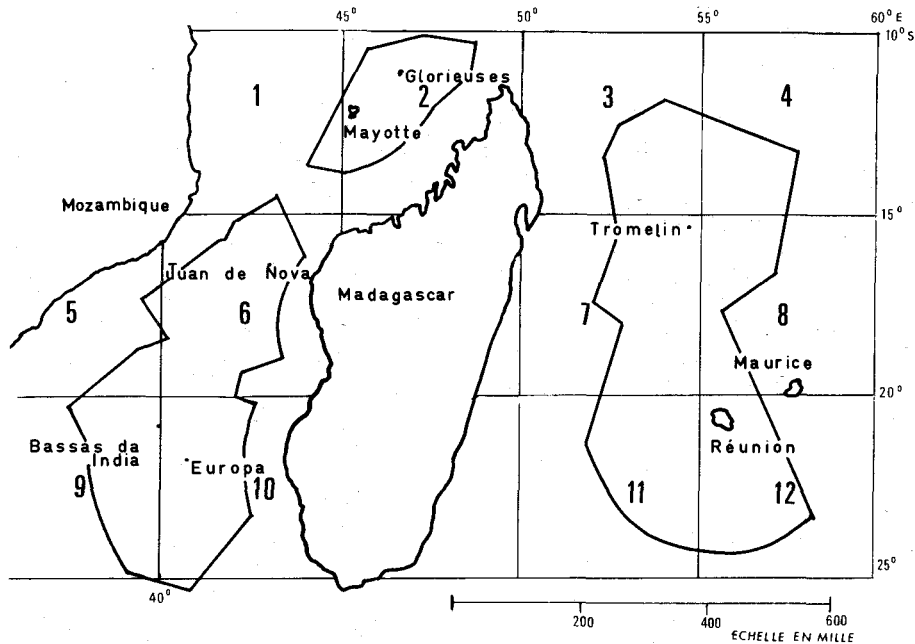 45° 50° 55° 60° E
10° S
1 2 3 4
Glorieuses
Mayotte
Mozambique
15°
Tromelin
Juan de Nova
Madagascar
5 6 7 8
Maurice
20°
Bassas da
India
Europa
Réunion
9 10 11 12
25°
40°
200 400 600
ECHELLE EN MILLE